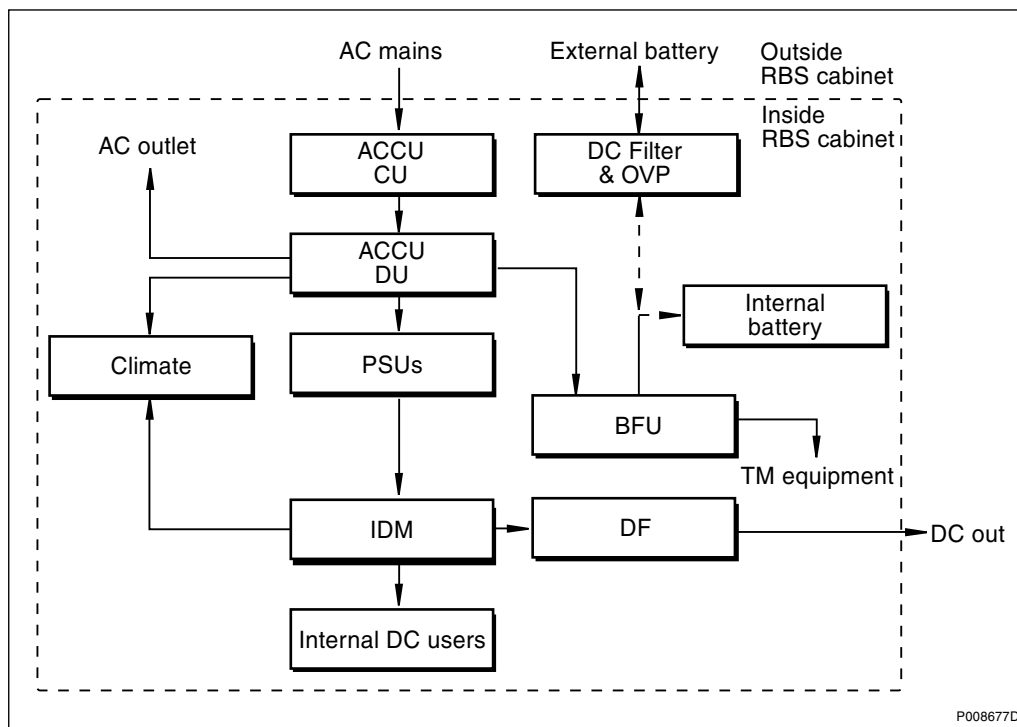 AC mains
External battery
Outside
RBS cabinet
Inside
RBS cabinet
AC outlet
ACCU
CU
DC Filter
& OVP
ACCU
DU
Internal
battery
Climate
PSUs
BFU
TM equipment
IDM
DF
DC out
Internal DC users
P008677D